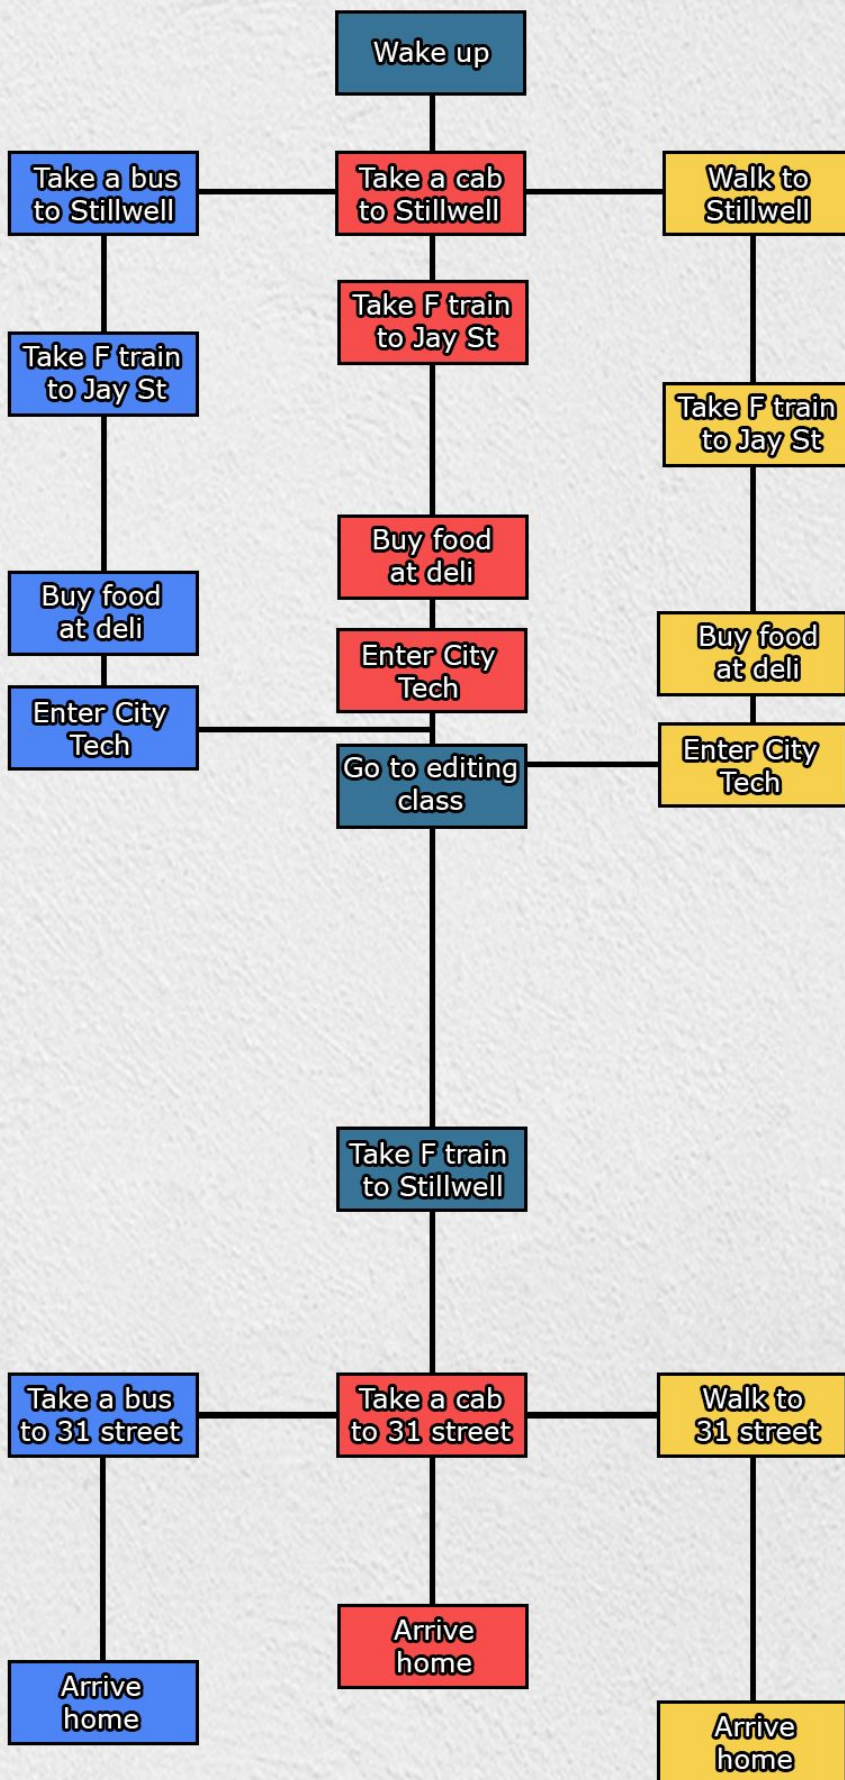 Wake up
Take a bus
to Stillwell
Take a cab
to Stillwell
Walk to
Stillwell
Take F train
to Jay St
Take F train
to Jay St
Take F train
to Jay St
Buy food
at deli
Buy food
at deli
Buy food
at deli
Enter City
Tech
Enter City
Tech
Enter City
Tech
Go to editing
class
Take F train
to Stillwell
Take a bus
to 31 street
Take a cab
to 31 street
Walk to
31 street
Arrive
home
Arrive
home
Arrive
home